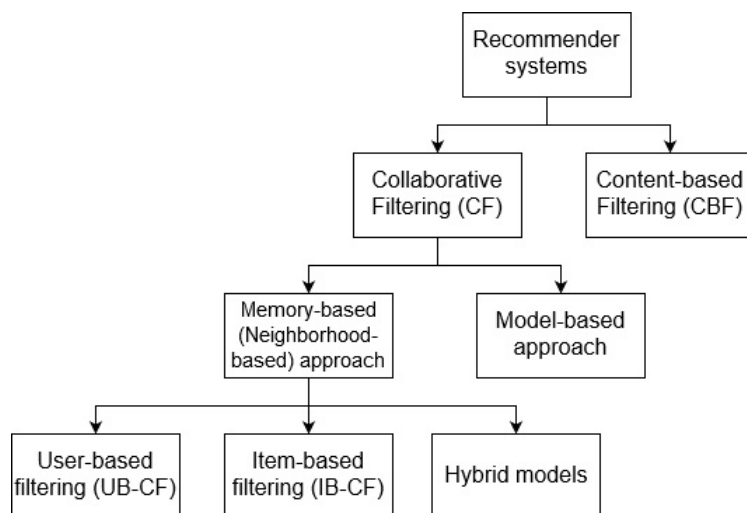 Recommender
systems
Collaborative
Filtering (CF)
Content-based
Filtering (CBF)
Memory-based
(Neighborhood-
based) approach
Model-based
approach
User-based
filtering (UB-CF)
Item-based
filtering (IB-CF)
Hybrid models